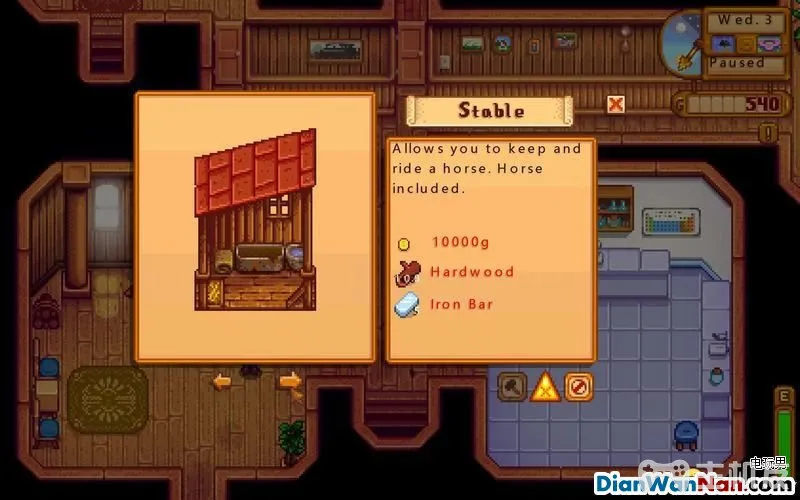 Wed. 3
Paused
540
Stable
Allows you to keep and
ride a horse. Horse
included.
10000g
Hardwood
Iron Bar
E
电玩男
DianWanNan.com